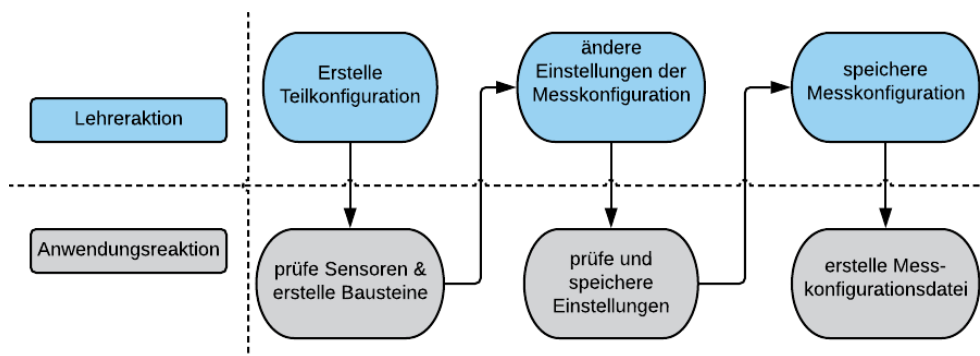 Lehreraktion
Erstelle
Teilkonfiguration
ändere
Einstellungen der
Messkonfiguration
speichere
Messkonfiguration
Anwendungsreaktion
prüfe Sensoren &
erstelle Bausteine
prüfe und
speichere
Einstellungen
erstelle Mess-
konfigurationsdatei